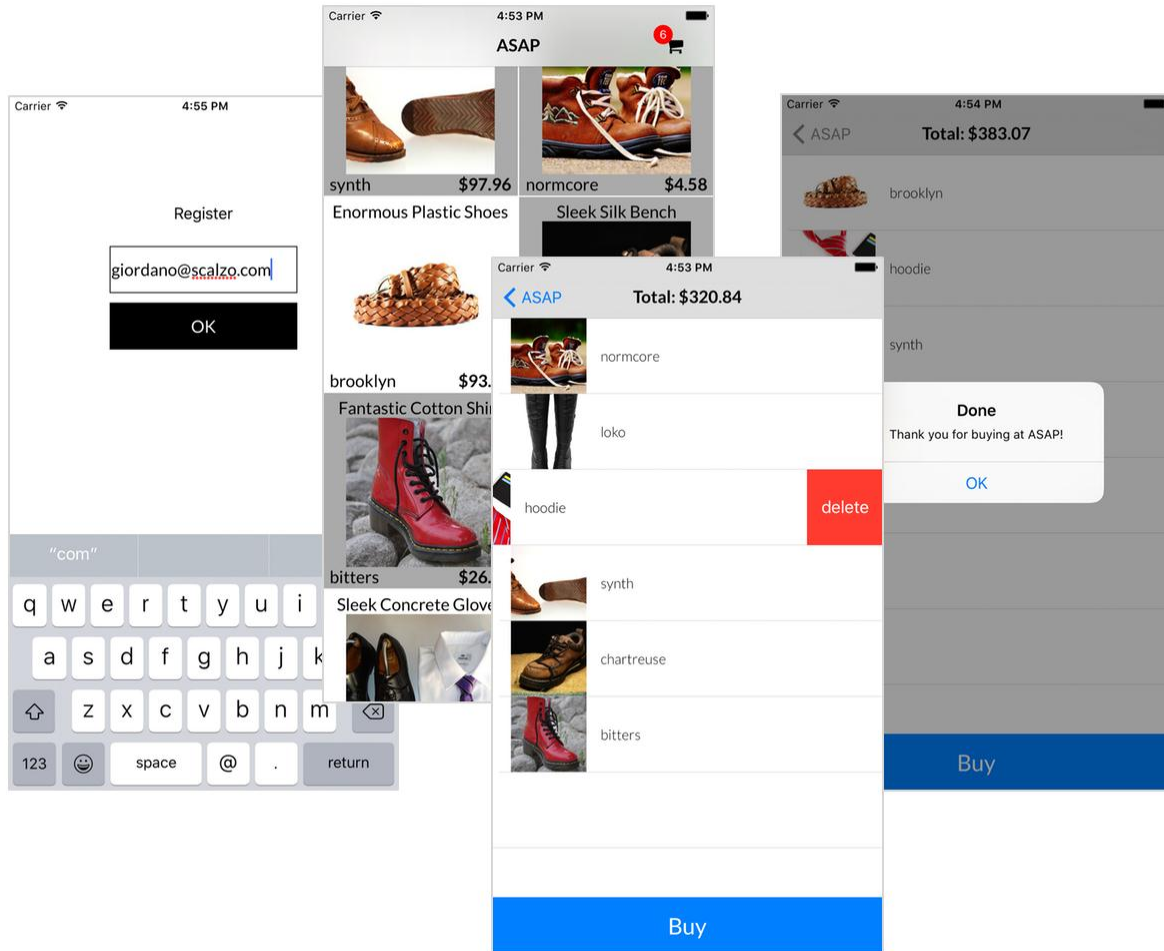 Carrier
4:55 PM
Register
giordano@scalzo.com
OK
"com"
q w e r t y u i
a s d f g h j k
z x c v b n m
123 space @ . return
Carrier
4:53 PM
ASAP
6
synth $97.96
normcore $4.58
Enormous Plastic Shoes
Sleek Silk Bench
brooklyn $93.
Fantastic Cotton Shi
bitters $26.
Sleek Concrete Glove
Carrier
4:53 PM
ASAP
Total: $320.84
normcore
loko
hoodie
delete
synth
chartreuse
bitters
Buy
Carrier
4:54 PM
ASAP
Total: $383.07
brooklyn
hoodie
synth
Done
Thank you for buying at ASAP!
OK
Buy